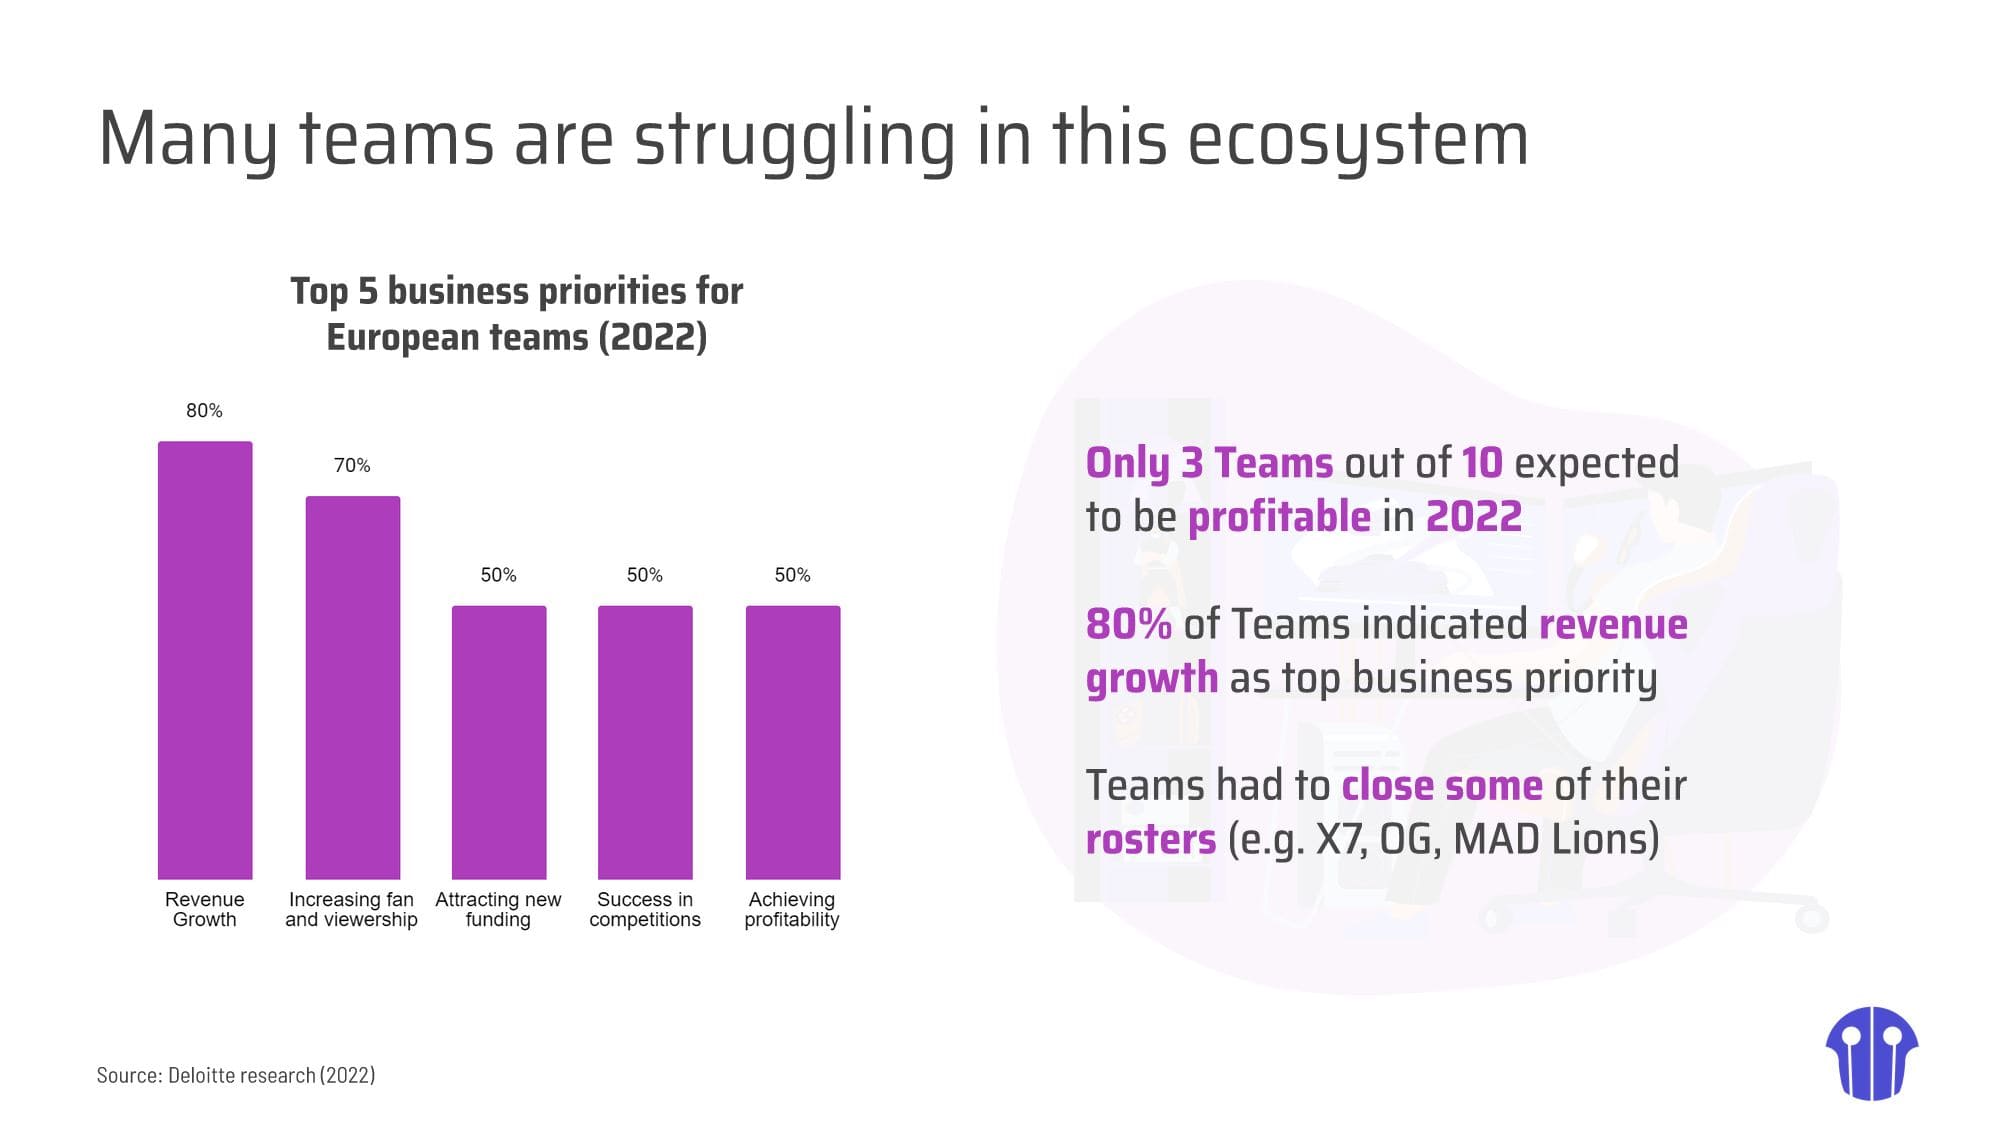 Many teams are struggling in this ecosystem
Top 5 business priorities for
European teams (2022)
80%
70%
50%
50%
50%
Revenue
Growth
Increasing fan
and viewership
Attracting new
funding
Success in
competitions
Achieving
profitability
Only 3 Teams out of 10 expected
to be profitable in 2022
80% of Teams indicated revenue
growth as top business priority
Teams had to close some of their
rosters (e.g. X7, OG, MAD Lions)
Source: Deloitte research (2022)